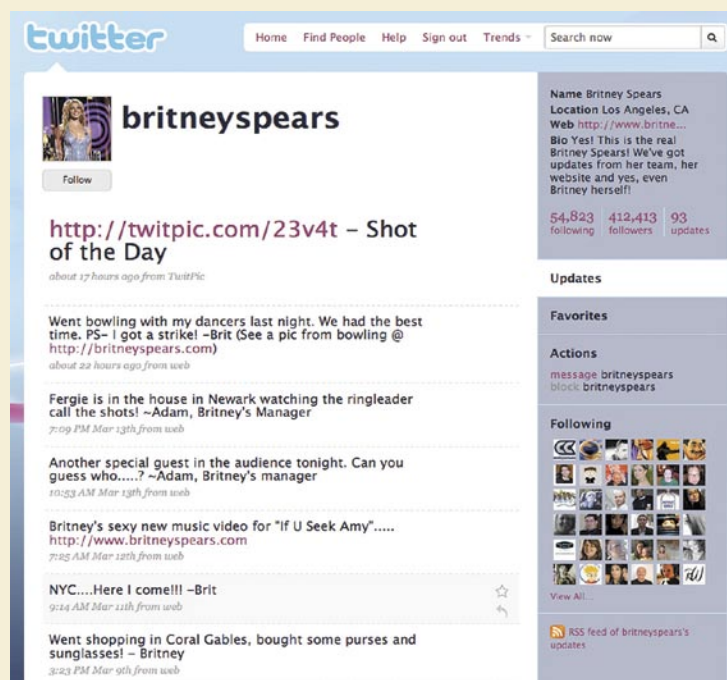 twitter
Home Find People Help Sign out Trends Search now
britneyspears
Follow
http://twitpic.com/23v4t – Shot
of the Day
about 17 hours ago from TwitPic
Went bowling with my dancers last night. We had the best
time. PS– I got a strike! –Brit (See a pic from bowling @
http://britneyspears.com)
about 22 hours ago from web
Fergie is in the house in Newark watching the ringleader
call the shots! ~Adam, Britney's Manager
7:09 PM Mar 13th from web
Another special guest in the audience tonight. Can you
guess who.....? ~Adam, Britney's manager
10:53 AM Mar 13th from web
Britney's sexy new music video for "If U Seek Amy".....
http://www.britneyspears.com
7:25 AM Mar 12th from web
NYC....Here I come!!! –Brit
9:14 AM Mar 11th from web
Went shopping in Coral Gables, bought some purses and
sunglasses! – Britney
3:23 PM Mar 9th from web
Name Britney Spears
Location Los Angeles, CA
Web http://www.britne...
Bio Yes! This is the real
Britney Spears! We've got
updates from her team, her
website and yes, even
Britney herself!
54,823 412,413 93
following followers updates
Updates
Favorites
Actions
message britneyspears
block britneyspears
Following
View All...
RSS feed of britneyspears's
updates